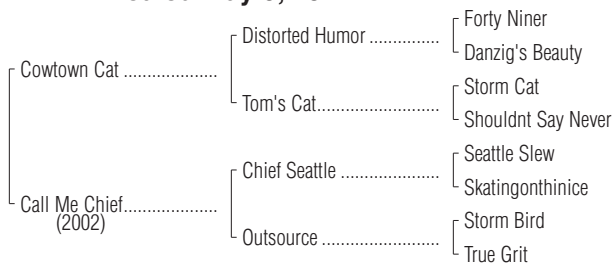 Forty Niner
Distorted Humor ...............
Danzig's Beauty
Cowtown Cat ....................
Storm Cat
Tom's Cat..........................
Shouldnt Say Never
Seattle Slew
Chief Seattle .....................
Skatingonthinice
Call Me Chief....................
(2002)
Storm Bird
Outsource .........................
True Grit